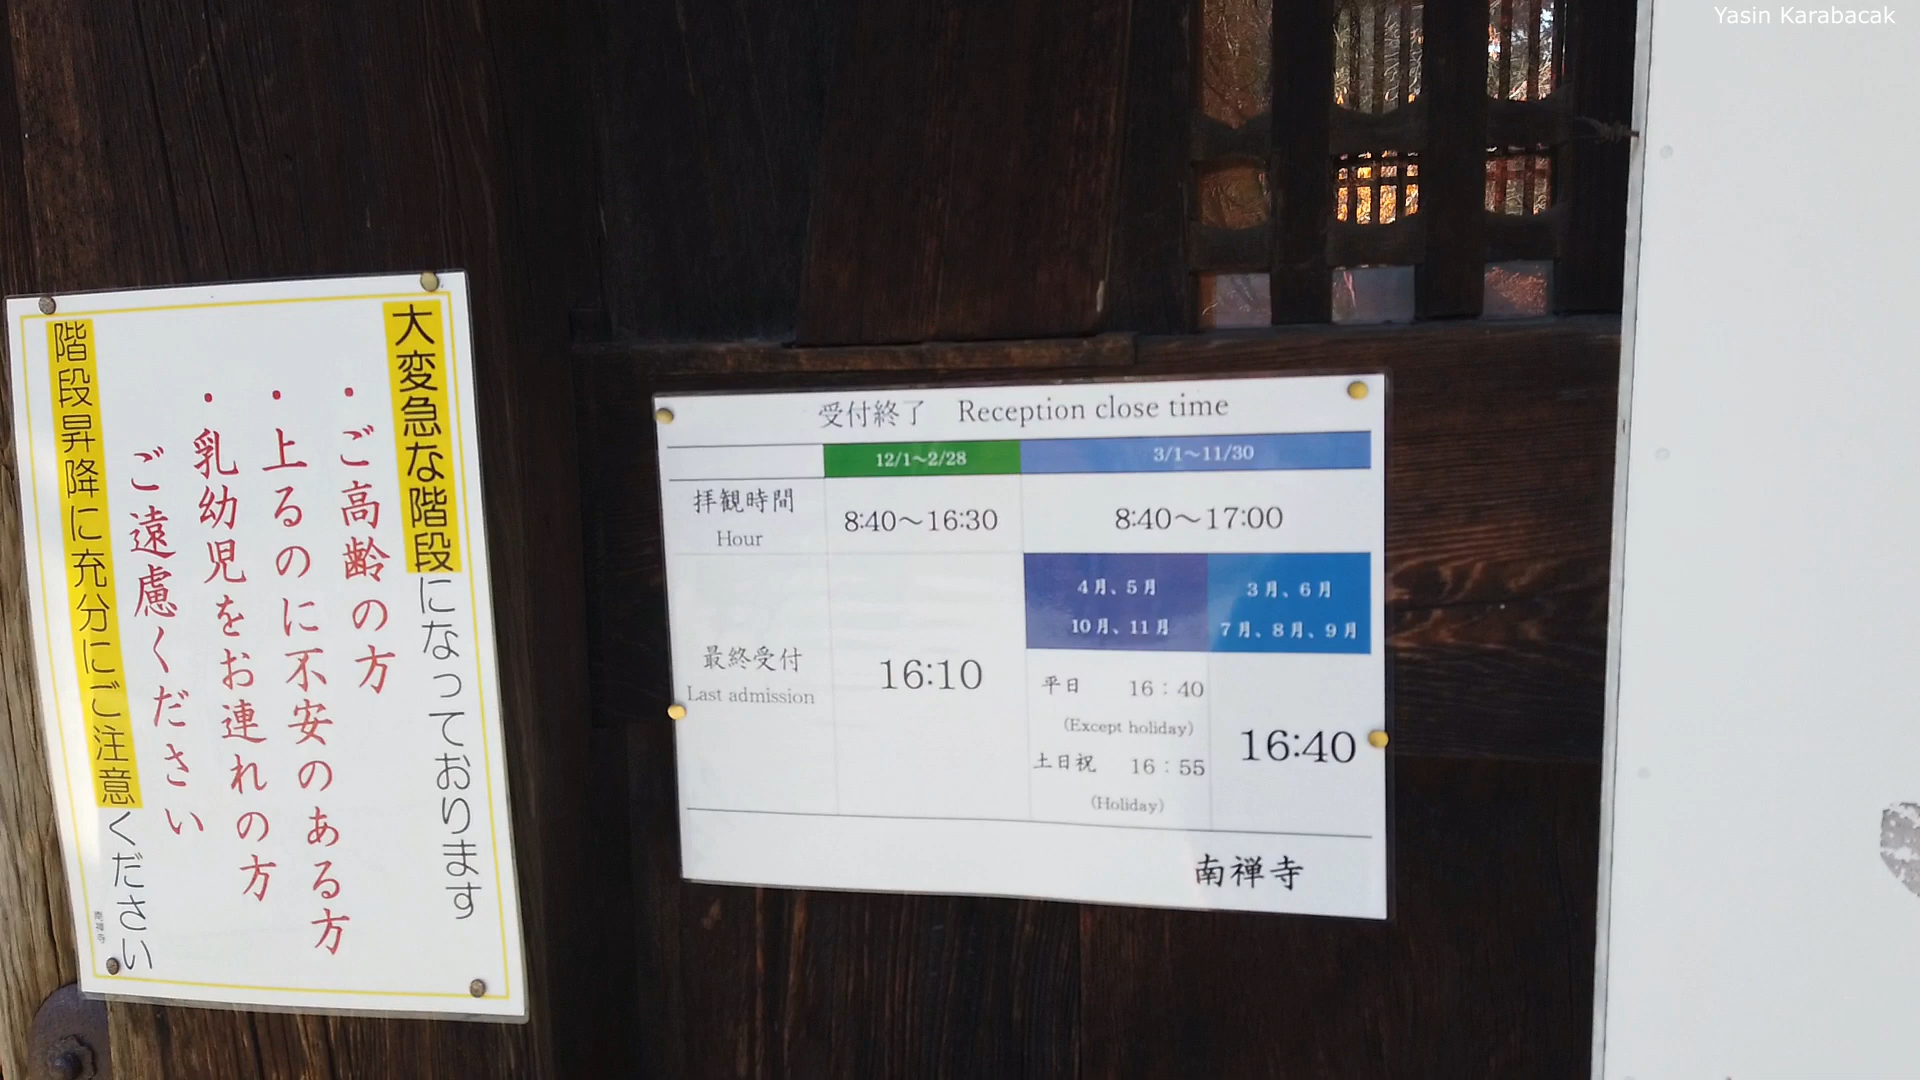 Yasin Karabacak
大変急な階段になっております
・ご高齢の方
・上るのに不安のある方
・乳幼児をお連れの方
ご遠慮ください
階段昇降に充分にご注意ください
南禅寺
受付終了 Reception close time
12/1～2/28 3/1～11/30
拝観時間
Hour
8:40～16:30 8:40～17:00
4月、5月
10月、11月
3月、6月
7月、8月、9月
最終受付
Last admission
16:10
平日 16：40
(Except holiday)
土日祝 16：55
(Holiday)
16:40
南禅寺